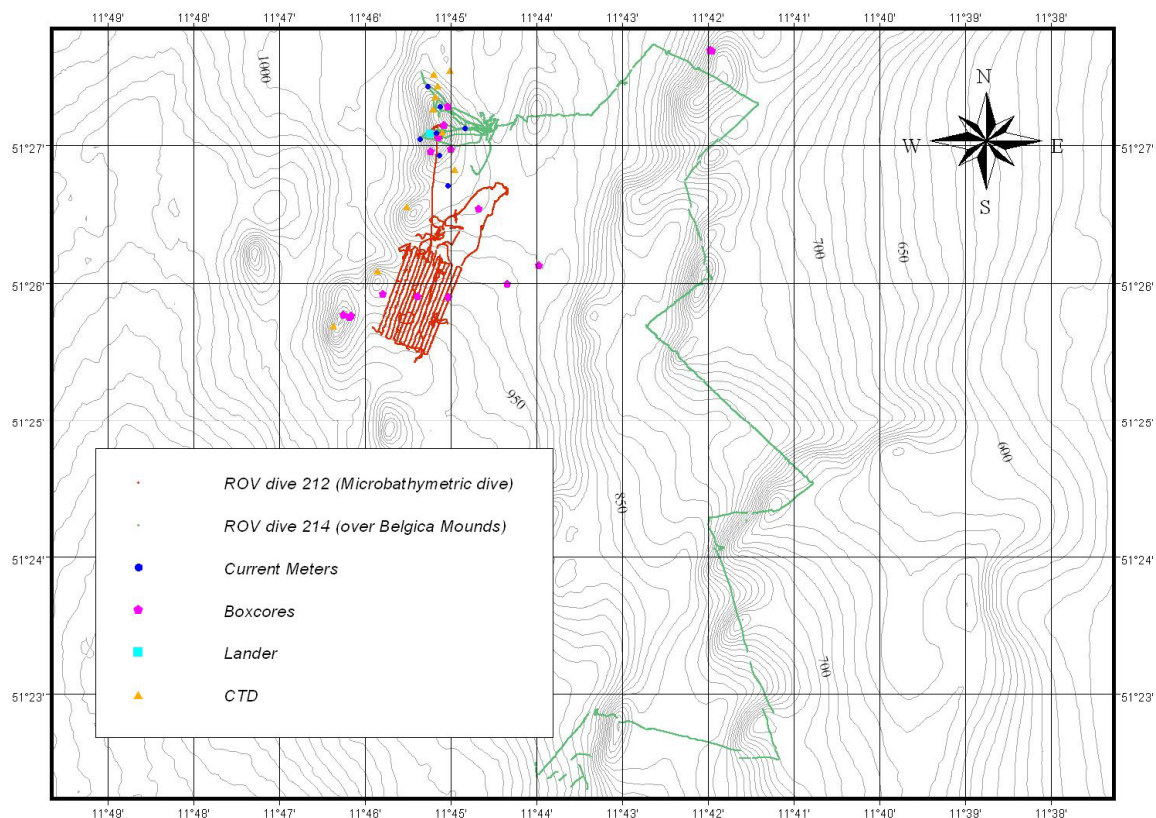 11°49' 11°48' 11°47' 11°46' 11°45' 11°44' 11°43' 11°42' 11°41' 11°40' 11°38' 11°38'
1000
N
51°27' W E 51°27'
S
700 650
51°26' 51°26'
950
51°25' 51°25'
600
ROV dive 212 (Microbathymetric dive)
850
ROV dive 214 (over Belgica Mounds)
51°24' 51°24'
Current Meters
Boxcores
Lander
700
51°23' CTD 51°23'
11°49' 11°48' 11°47' 11°46' 11°45' 11°44' 11°43' 11°42' 11°41' 11°40' 11°38' 11°38'